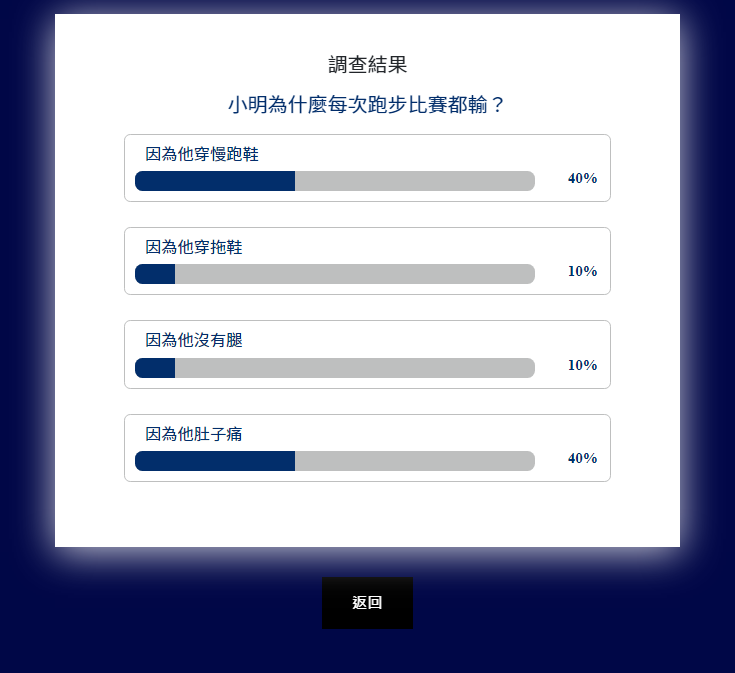 調查結果
小明為什麼每次跑步比賽都輸？
因為他穿慢跑鞋
40%
因為他穿拖鞋
10%
因為他沒有腿
10%
因為他肚子痛
40%
返回